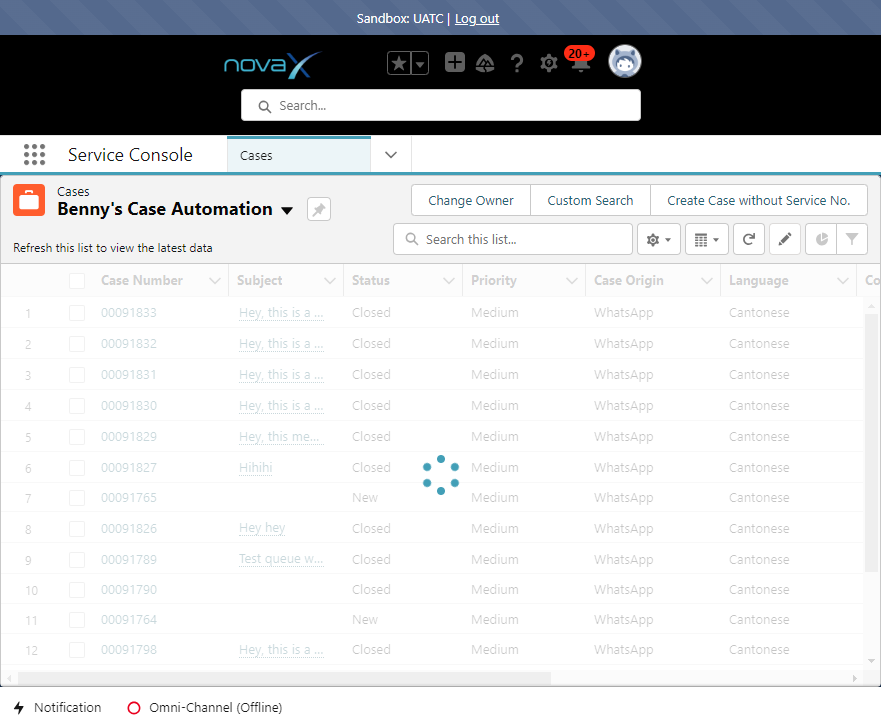 Sandbox: UATC | Log out
novaX
20+
Search...
Service Console
Cases
Cases
Benny's Case Automation
Change Owner
Custom Search
Create Case without Service No.
Refresh this list to view the latest data
Search this list...
Case Number Subject Status Priority Case Origin Language Co
1 00091833 Hey, this is a ... Closed Medium WhatsApp Cantonese
2 00091832 Hey, this is a ... Closed Medium WhatsApp Cantonese
3 00091831 Hey, this is a ... Closed Medium WhatsApp Cantonese
4 00091830 Hey, this is a ... Closed Medium WhatsApp Cantonese
5 00091829 Hey, this me... Closed Medium WhatsApp Cantonese
6 00091827 Hihihi Closed Medium WhatsApp Cantonese
7 00091765 New Medium WhatsApp Cantonese
8 00091826 Hey hey Closed Medium WhatsApp Cantonese
9 00091789 Test queue w... Closed Medium WhatsApp Cantonese
10 00091790 Closed Medium WhatsApp Cantonese
11 00091764 New Medium WhatsApp Cantonese
12 00091798 Hey, this is a ... Closed Medium WhatsApp Cantonese
Notification
Omni-Channel (Offline)